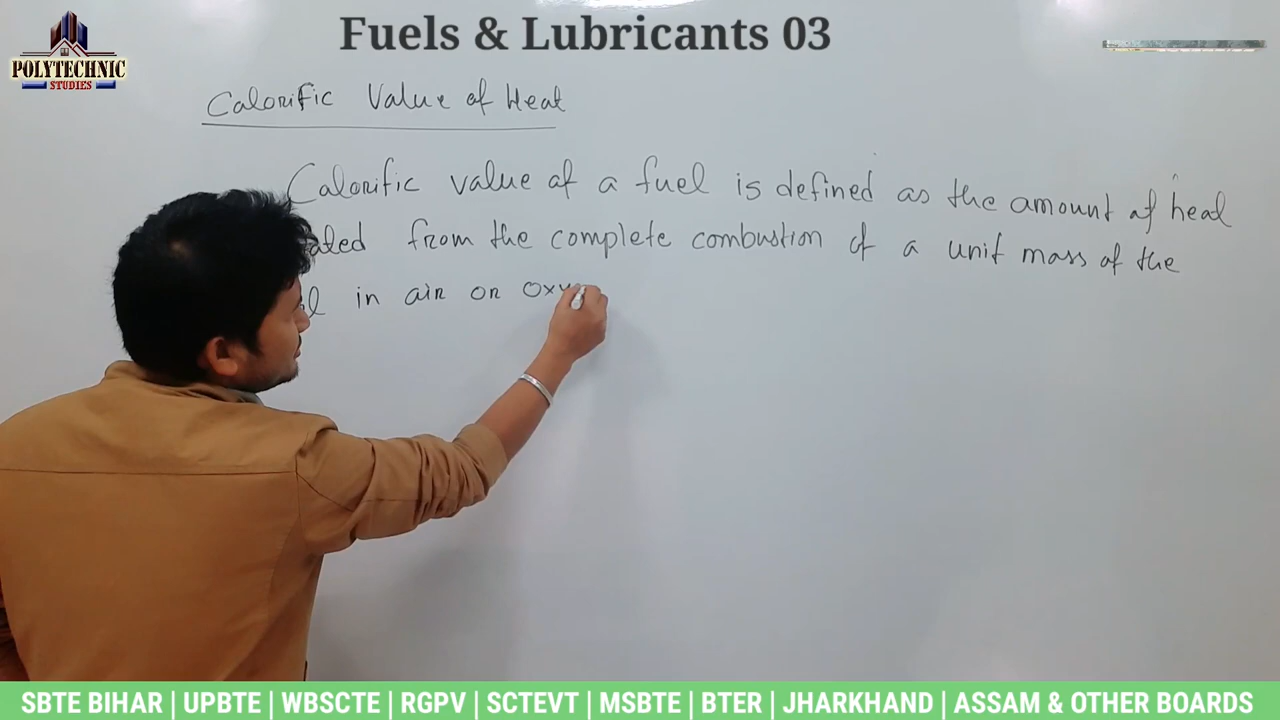 Fuels & Lubricants 03
POLYTECHNIC
STUDIES
Calorific Value of Heat
Calorific value of a fuel is defined as the amount of heat
from the complete combustion of a unit mass of the
in air or
SBTE BIHAR | UPBTE | WBSCTE | RGPV | SCTEVT | MSBTE | BTER | JHARKHAND | ASSAM & OTHER BOARDS